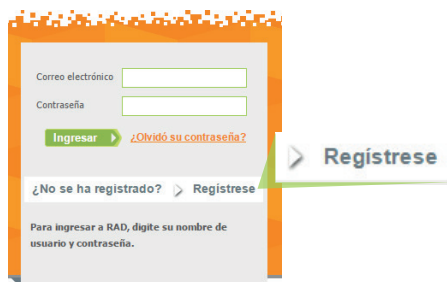 Correo electrónico
Contraseña
Ingresar ¿Olvidó su contraseña?
¿No se ha registrado? Regístrese
Regístrese
Para ingresar a RAD, digite su nombre de
usuario y contraseña.